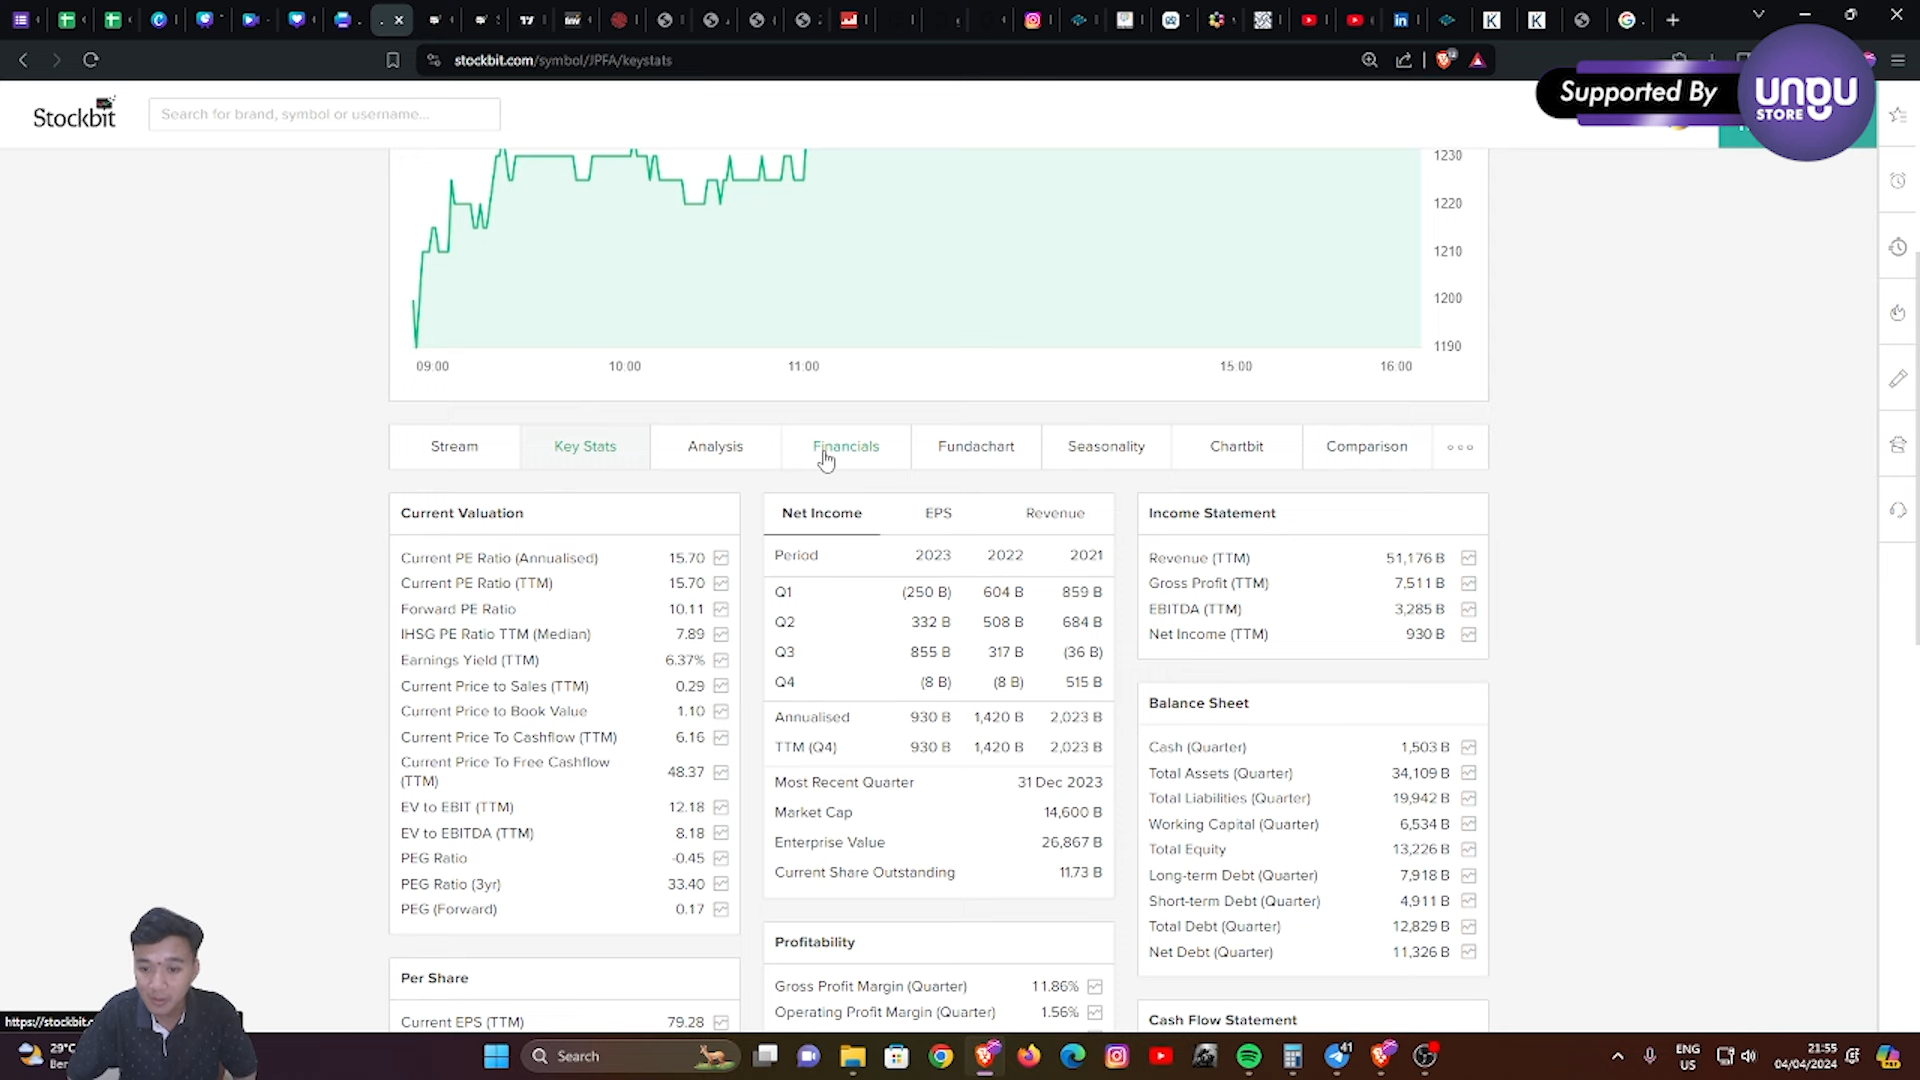 stockbit.com/symbol/JPFA/keystats
Supported By
UNGU
STORE
Stockbit
Search for brand, symbol or username...
1230
1220
1210
1200
1190
09:00 10:00 11:00 15:00 16:00
Stream Key Stats Analysis Financials Fundachart Seasonality Chartbit Comparison
Current Valuation
Current PE Ratio (Annualised) 15.70
Current PE Ratio (TTM) 15.70
Forward PE Ratio 10.11
IHSG PE Ratio TTM (Median) 7.89
Earnings Yield (TTM) 6.37%
Current Price to Sales (TTM) 0.29
Current Price to Book Value 1.10
Current Price To Cashflow (TTM) 6.16
Current Price To Free Cashflow
(TTM) 48.37
EV to EBIT (TTM) 12.18
EV to EBITDA (TTM) 8.18
PEG Ratio -0.45
PEG Ratio (3yr) 33.40
PEG (Forward) 0.17
Per Share
Current EPS (TTM) 79.28
Net Income EPS Revenue
Period 2023 2022 2021
Q1 (250 B) 604 B 859 B
Q2 332 B 508 B 684 B
Q3 855 B 317 B (36 B)
Q4 (8 B) (8 B) 515 B
Annualised 930 B 1,420 B 2,023 B
TTM (Q4) 930 B 1,420 B 2,023 B
Most Recent Quarter 31 Dec 2023
Market Cap 14,600 B
Enterprise Value 26,867 B
Current Share Outstanding 11.73 B
Profitability
Gross Profit Margin (Quarter) 11.86%
Operating Profit Margin (Quarter) 1.56%
Income Statement
Revenue (TTM) 51,176 B
Gross Profit (TTM) 7,511 B
EBITDA (TTM) 3,285 B
Net Income (TTM) 930 B
Balance Sheet
Cash (Quarter) 1,503 B
Total Assets (Quarter) 34,109 B
Total Liabilities (Quarter) 19,942 B
Working Capital (Quarter) 6,534 B
Total Equity 13,226 B
Long-term Debt (Quarter) 7,918 B
Short-term Debt (Quarter) 4,911 B
Total Debt (Quarter) 12,829 B
Net Debt (Quarter) 11,326 B
Cash Flow Statement
https://stockbit.c
29°C
Search
41
ENG
US
21:55
04/04/2024